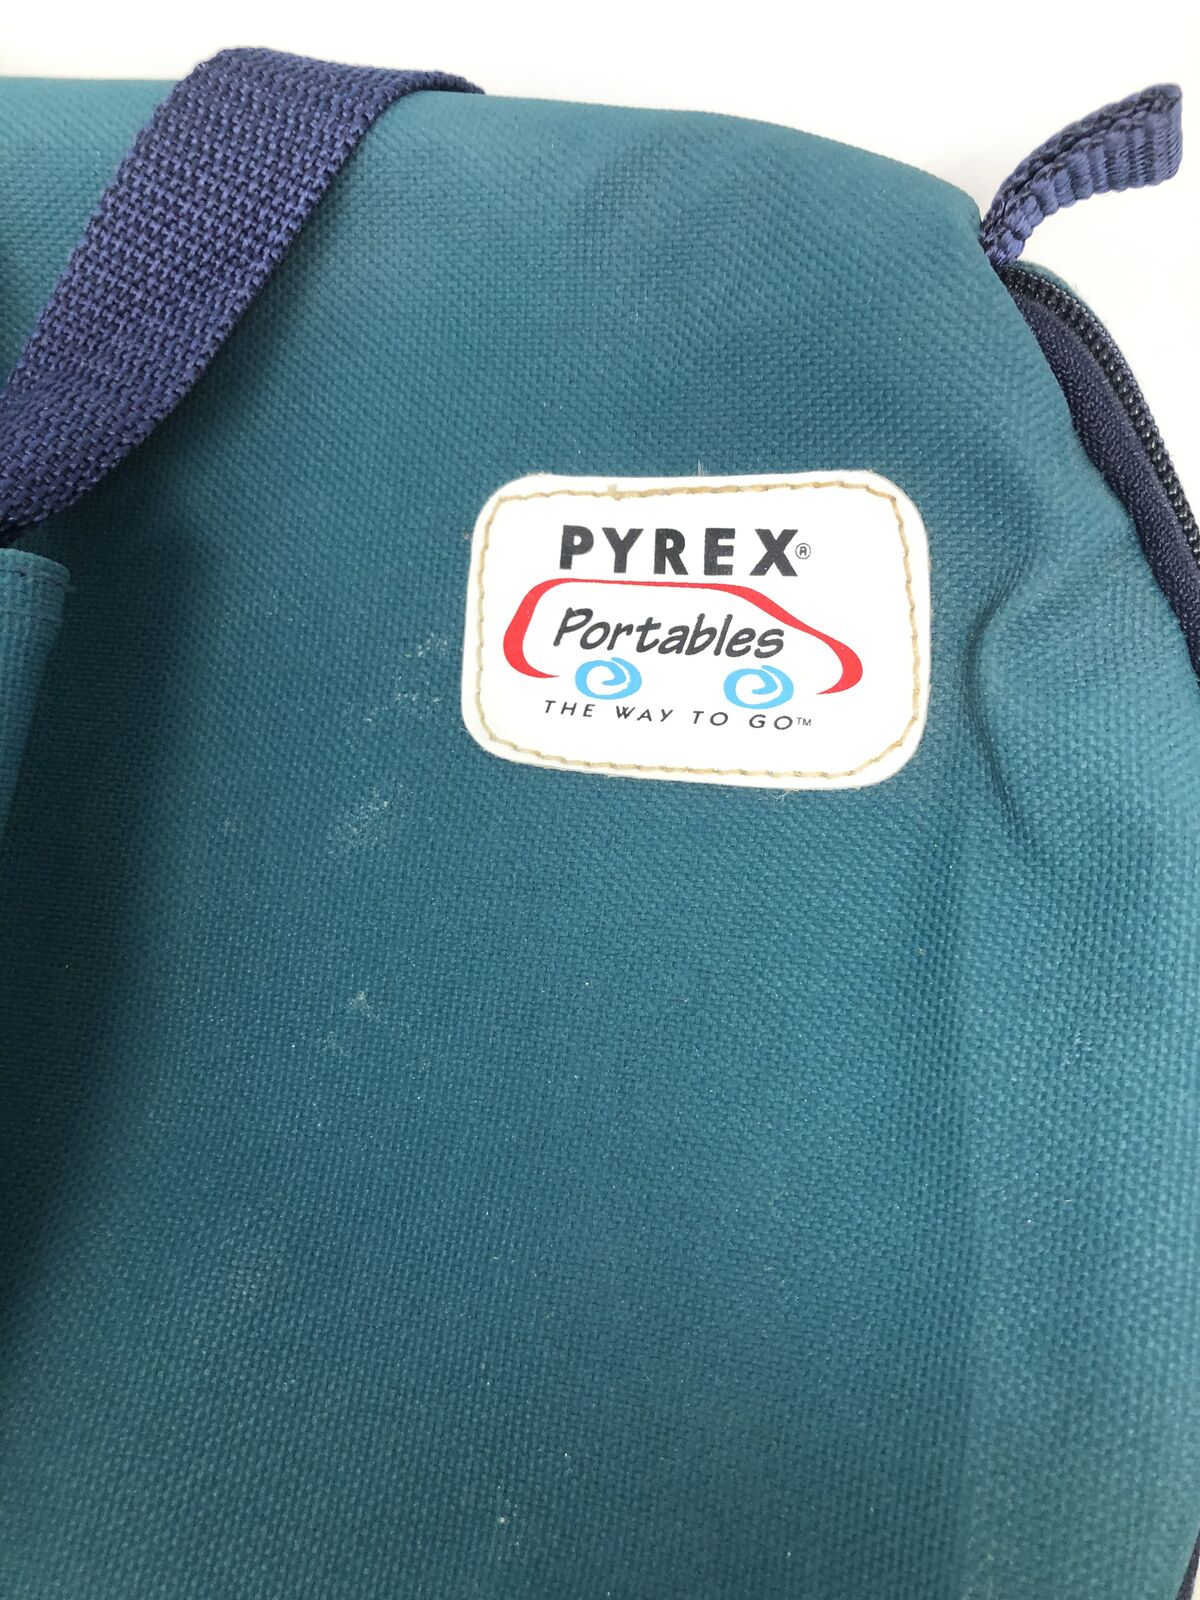 PYREX®
Portables
THE WAY TO GO™